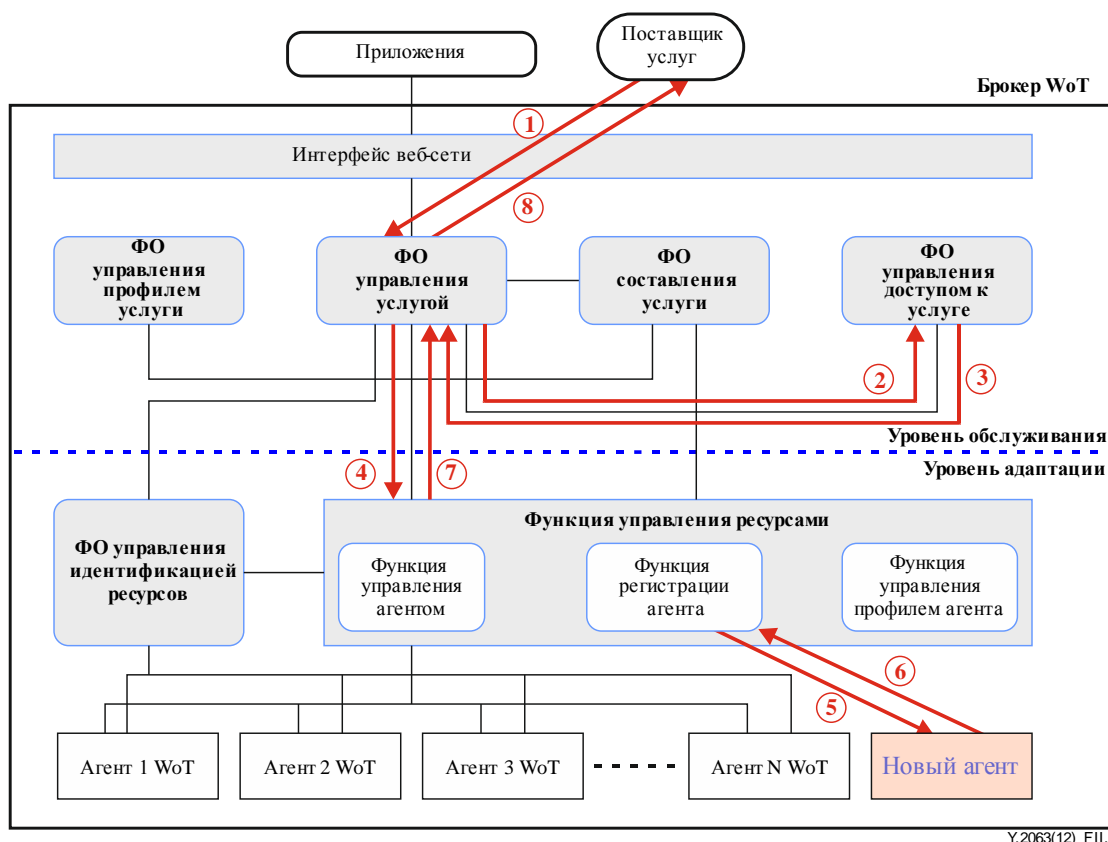 Приложения
Поставщик
услуг
Брокер WoT
1
Интерфейс веб-сети
8
ФО
управления
профилем
услуги
ФО
управления
услугой
ФО
составления
услуги
ФО
управления
доступом к
услуге
2
3
Уровень обслуживания
4
7
Уровень адаптации
ФО управления
идентификацией
ресурсов
Функция управления ресурсами
Функция
управления
агентом
Функция
регистрации
агента
Функция
управления
профилем агента
5
6
Агент 1 WoT
Агент 2 WoT
Агент 3 WoT
Агент N WoT
Новый агент